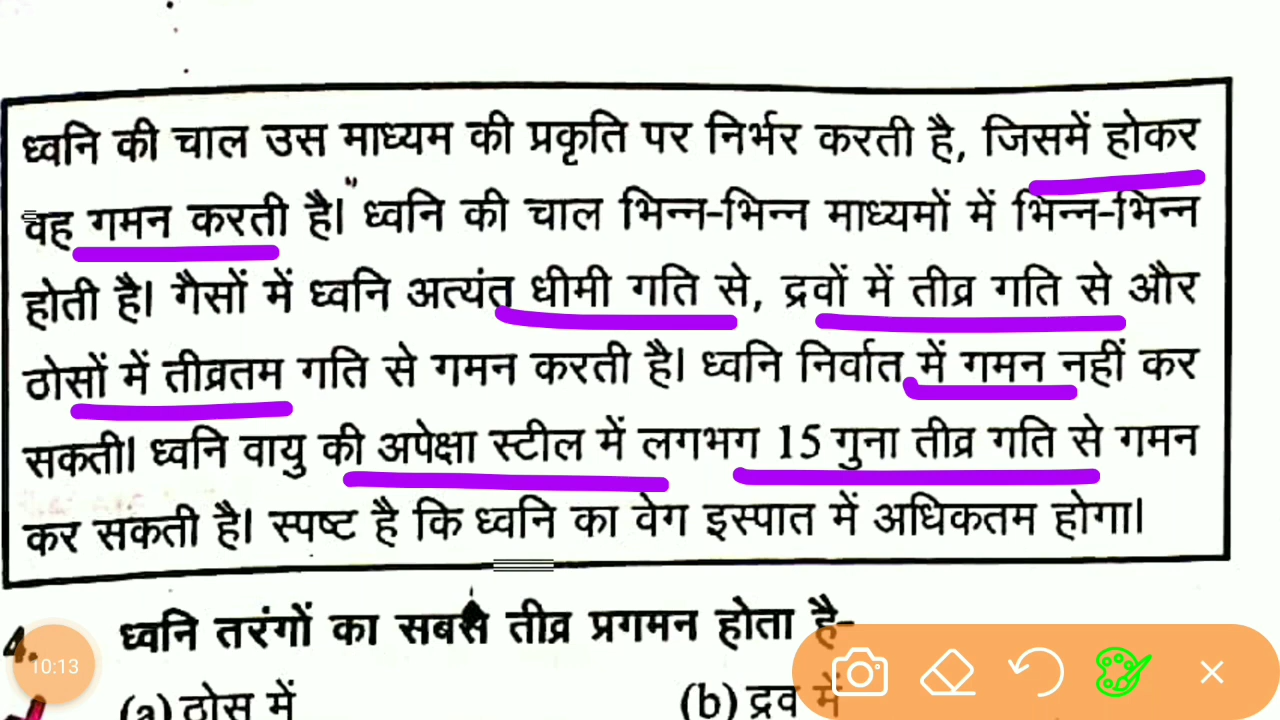 ध्वनि की चाल उस माध्यम की प्रकृति पर निर्भर करती है, जिसमें होकर
वह गमन करती है। ध्वनि की चाल भिन्न-भिन्न माध्यमों में भिन्न-भिन्न
होती है। गैसों में ध्वनि अत्यंत धीमी गति से, द्रवों में तीव्र गति से और
ठोसों में तीव्रतम गति से गमन करती है। ध्वनि निर्वात में गमन नहीं कर
सकती। ध्वनि वायु की अपेक्षा स्टील में लगभग 15 गुना तीव्र गति से गमन
कर सकती है। स्पष्ट है कि ध्वनि का वेग इस्पात में अधिकतम होगा।
4. ध्वनि तरंगों का सबसे तीव्र प्रगमन होता है-
10:13
(a) ठोस में (b) द्रव में